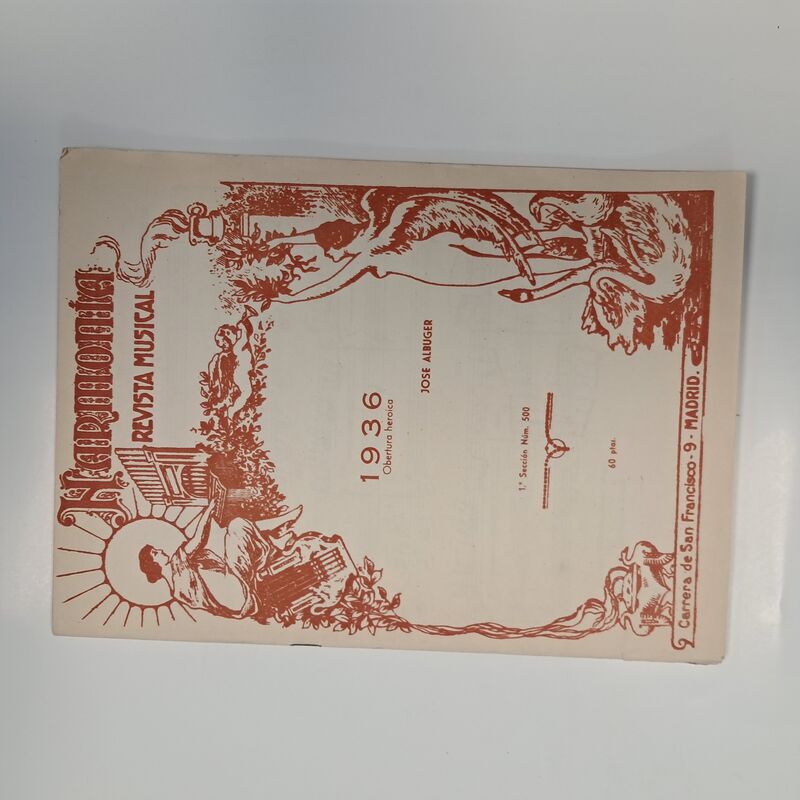 Harmonía
REVISTA MUSICAL
1936
Obertura heroica
JOSE ALBUGER
1.ª Sección Núm. 500
60 ptas.
Carrera de San Francisco - 9 - MADRID.